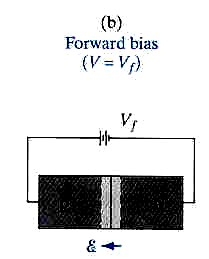 (b)
Forward bias
(V = V_f)
V_f
ℰ